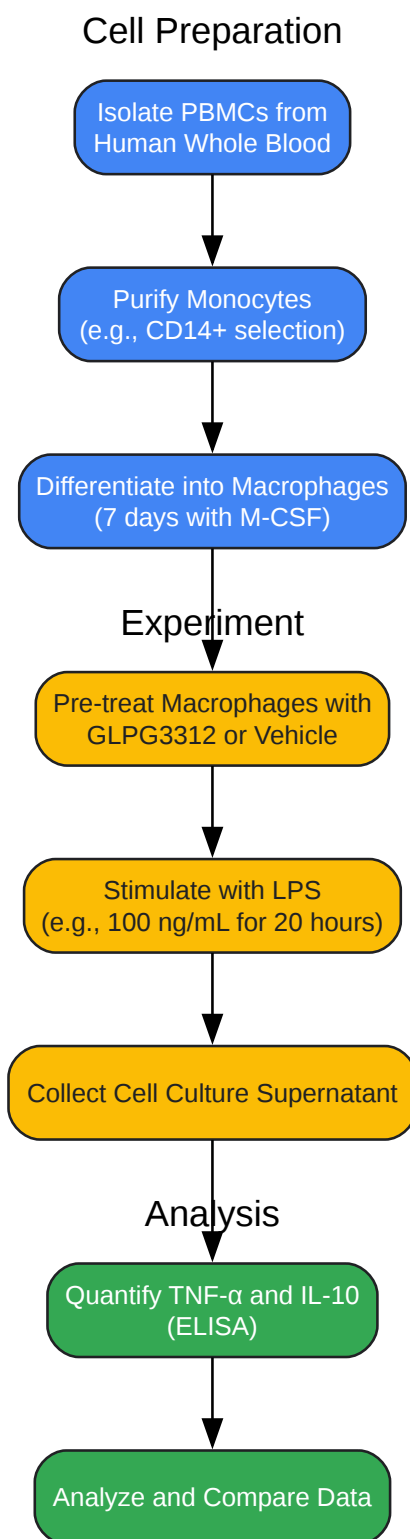 Cell Preparation
Isolate PBMCs from
Human Whole Blood
Purify Monocytes
(e.g., CD14+ selection)
Differentiate into Macrophages
(7 days with M-CSF)
Experiment
Pre-treat Macrophages with
GLPG3312 or Vehicle
Stimulate with LPS
(e.g., 100 ng/mL for 20 hours)
Collect Cell Culture Supernatant
Analysis
Quantify TNF-α and IL-10
(ELISA)
Analyze and Compare Data